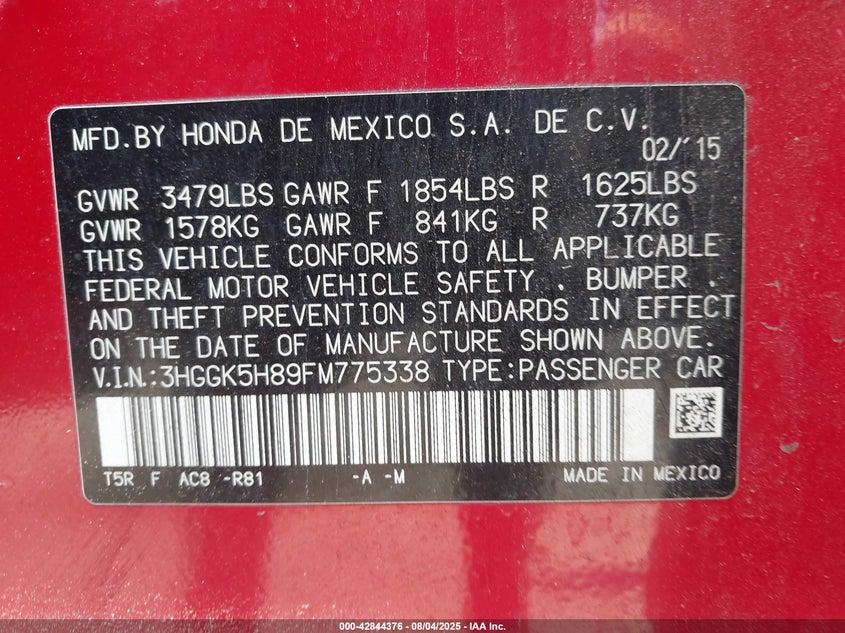 MFD.BY HONDA DE MEXICO S.A. DE C.V.
02/'15
GVWR 3479LBS GAWR F 1854LBS R 1625LBS
GVWR 1578KG GAWR F 841KG R 737KG
THIS VEHICLE CONFORMS TO ALL APPLICABLE
FEDERAL MOTOR VEHICLE SAFETY . BUMPER .
AND THEFT PREVENTION STANDARDS IN EFFECT
ON THE DATE OF MANUFACTURE SHOWN ABOVE.
V.I.N.:3HGGK5H89FM775338 TYPE:PASSENGER CAR
T5R F AC8 -R81 -A -M MADE IN MEXICO
000-42844376 - 08/04/2025 - IAA Inc.